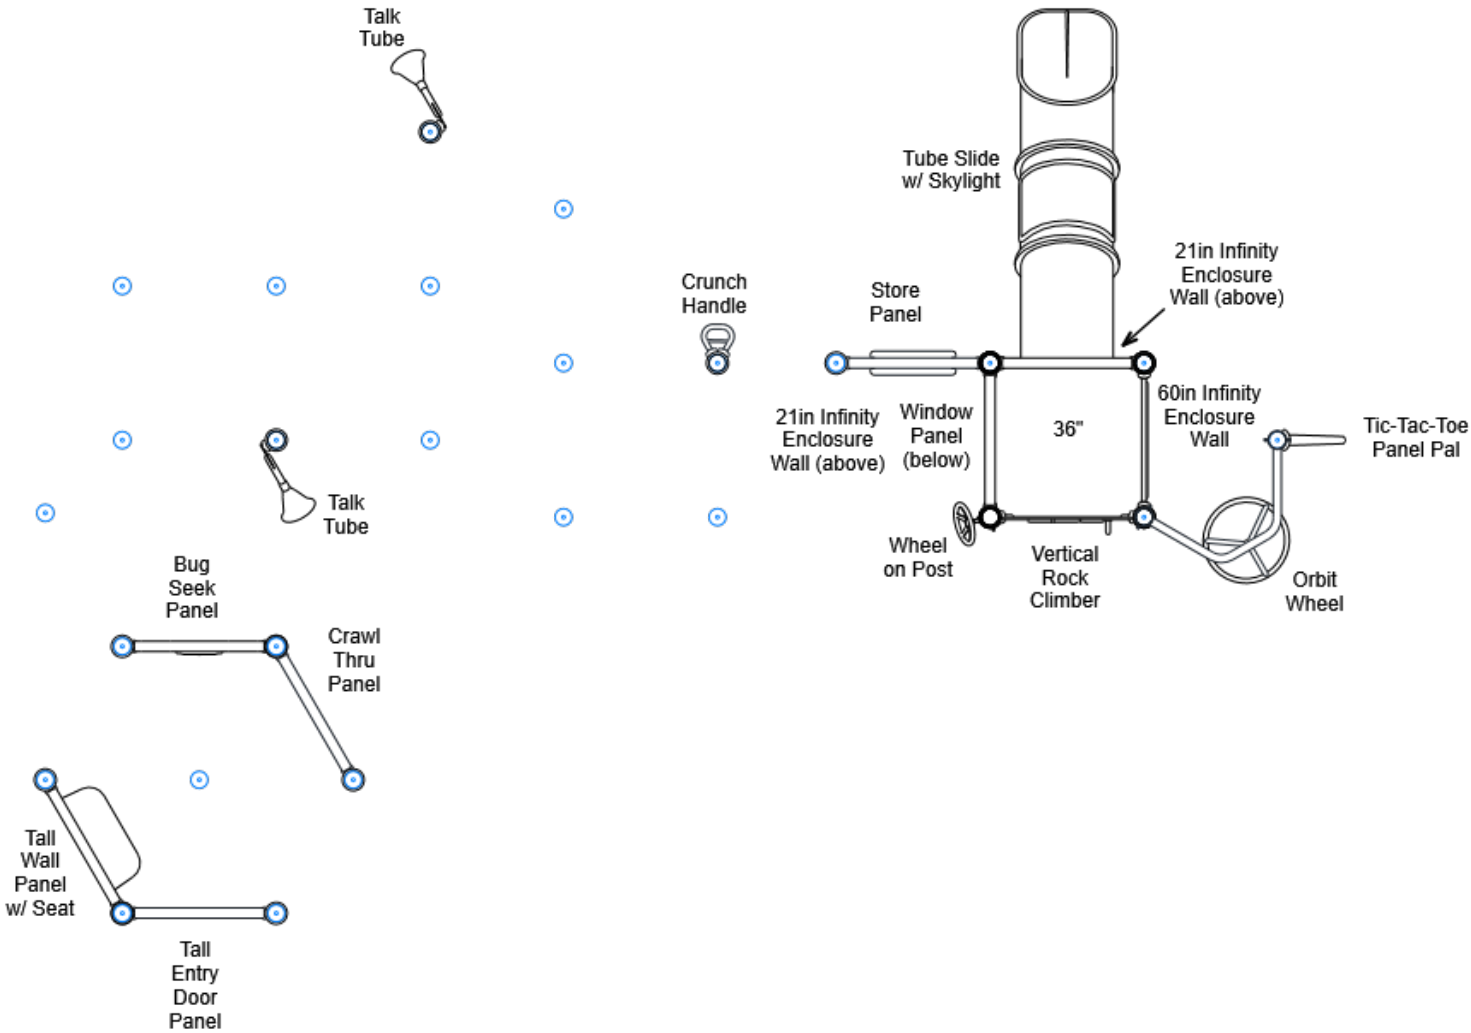 Talk
Tube
Tube Slide
w/ Skylight
21in Infinity
Enclosure
Wall (above)
Crunch
Handle
Store
Panel
60in Infinity
Enclosure
Wall
21in Infinity
Enclosure
Wall (above)
Window
Panel
(below)
36"
Tic-Tac-Toe
Panel Pal
Talk
Tube
Wheel
on Post
Vertical
Rock
Climber
Orbit
Wheel
Bug
Seek
Panel
Crawl
Thru
Panel
Tall
Wall
Panel
w/ Seat
Tall
Entry
Door
Panel